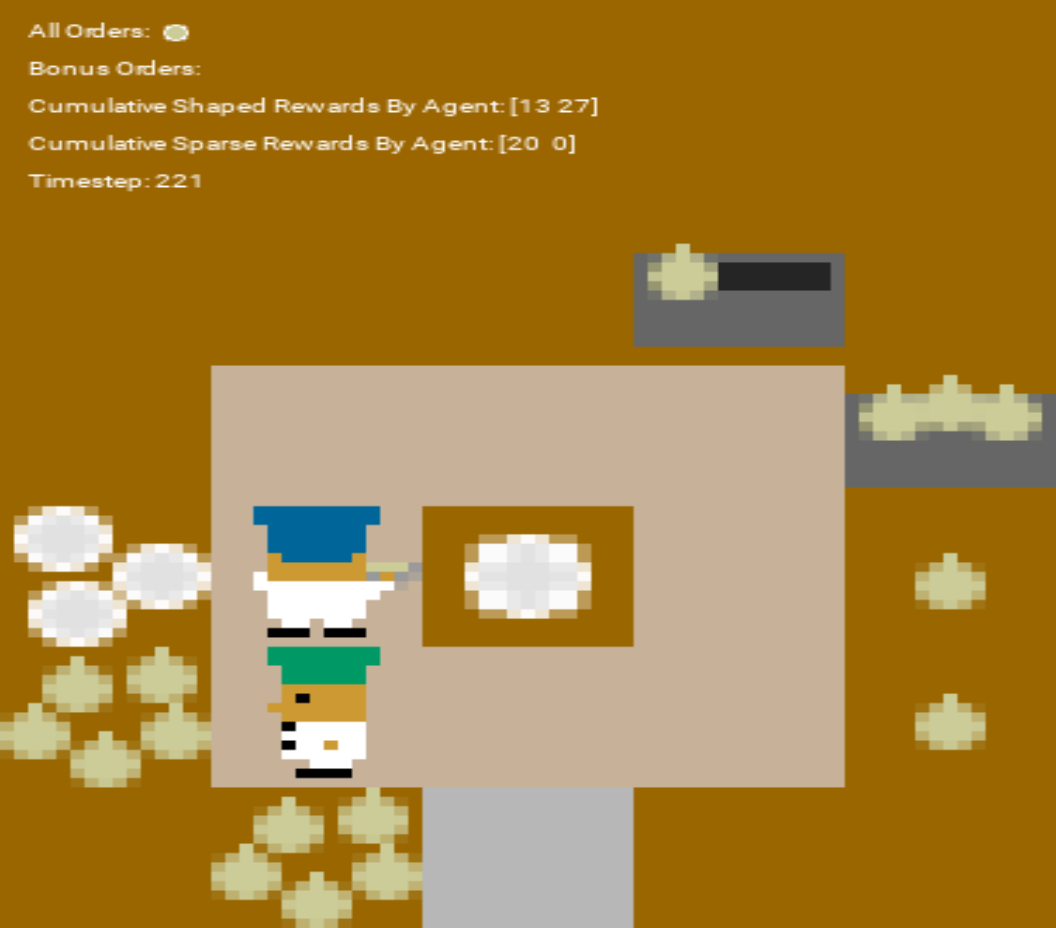 All Orders:
Bonus Orders:
Cumulative Shaped Rewards By Agent: [13 27]
Cumulative Sparse Rewards By Agent: [20  0]
Timestep: 221